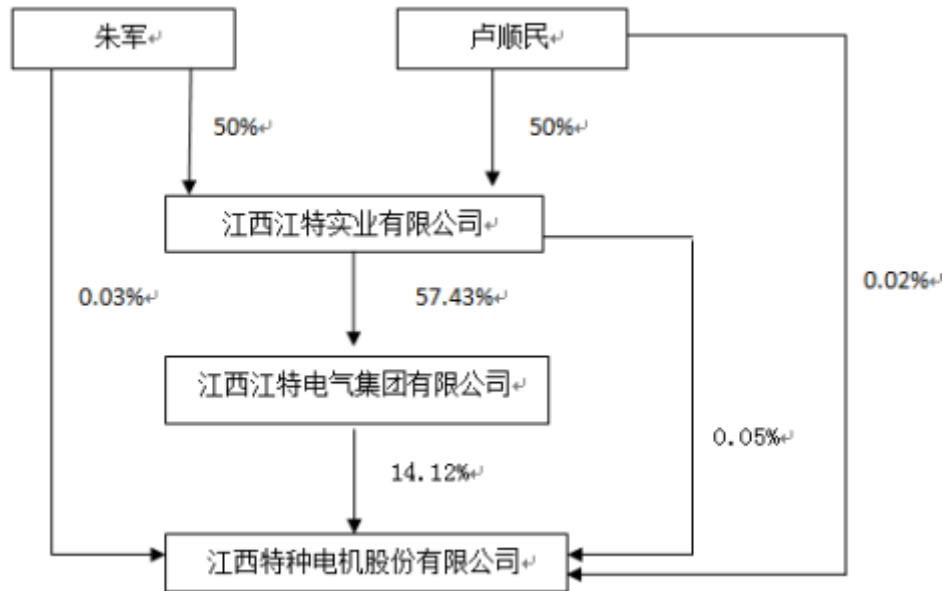 朱军↵
卢顺民↵
50%↵
50%↵
江西江特实业有限公司↵
0.03%↵
57.43%↵
0.02%↵
江西江特电气集团有限公司↵
0.05%↵
14.12%↵
江西特种电机股份有限公司↵